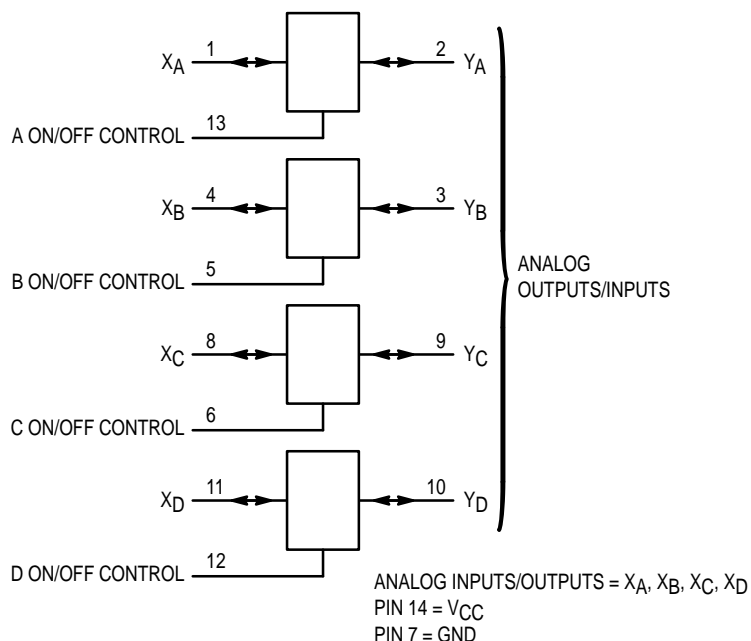 XA 1 2 YA
A ON/OFF CONTROL 13
XB 4 3 YB
B ON/OFF CONTROL 5
ANALOG
OUTPUTS/INPUTS
XC 8 9 YC
C ON/OFF CONTROL 6
XD 11 10 YD
D ON/OFF CONTROL 12
ANALOG INPUTS/OUTPUTS = XA, XB, XC, XD
PIN 14 = VCC
PIN 7 = GND